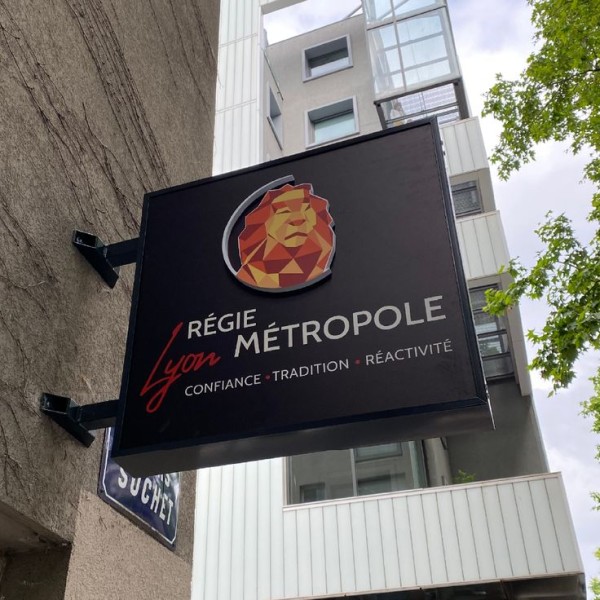 RÉGIE
Lyon MÉTROPOLE
CONFIANCE • TRADITION • RÉACTIVITÉ
SUCHET